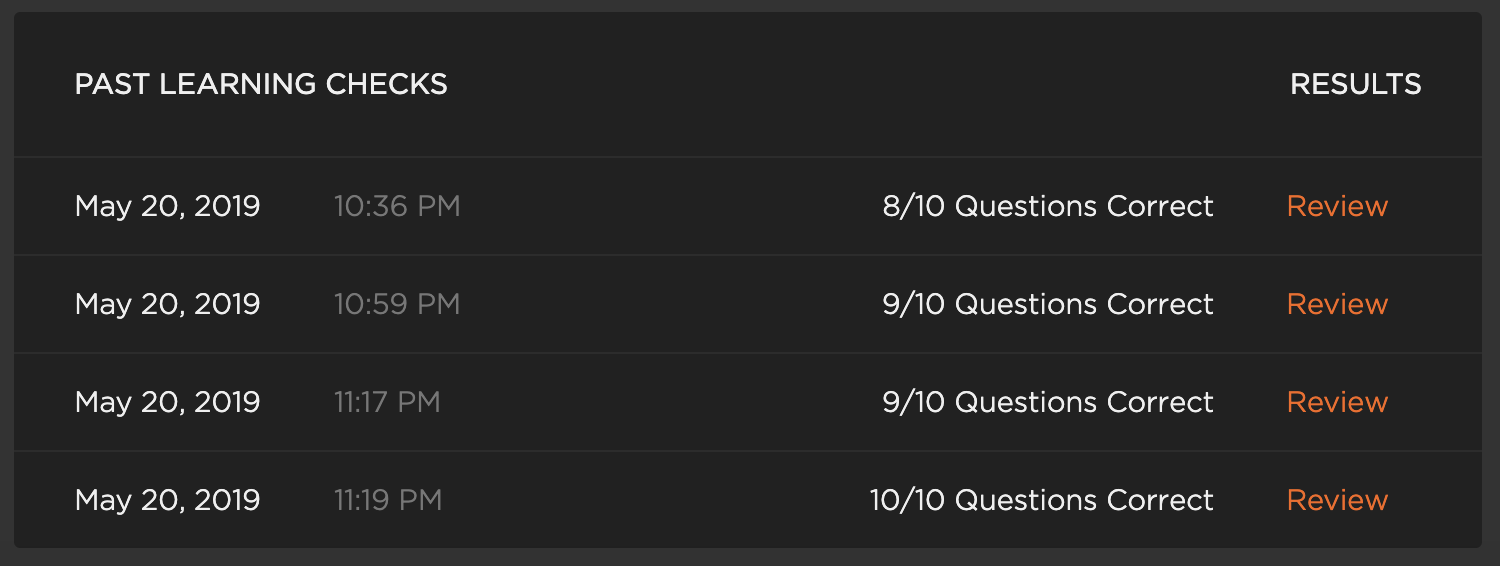 PAST LEARNING CHECKS RESULTS
May 20, 2019 10:36 PM 8/10 Questions Correct Review
May 20, 2019 10:59 PM 9/10 Questions Correct Review
May 20, 2019 11:17 PM 9/10 Questions Correct Review
May 20, 2019 11:19 PM 10/10 Questions Correct Review